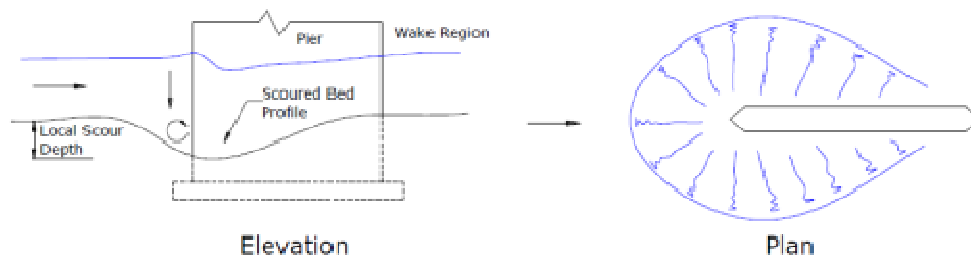 Pier
Wake Region
Scoured Bed
Profile
Local Scour
Depth
Elevation
Plan